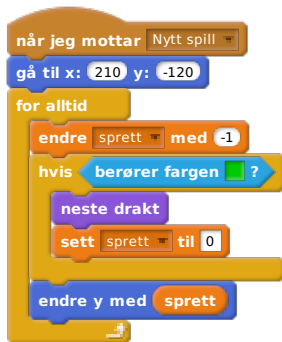 når jeg mottar Nytt spill
gå til x: 210 y: -120
for alltid
endre sprett med -1
hvis berører fargen ?
neste drakt
sett sprett til 0
endre y med sprett